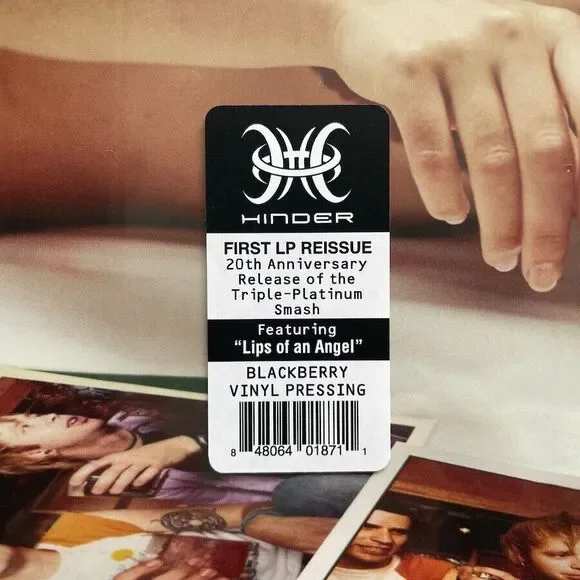 HINDER
FIRST LP REISSUE
20th Anniversary
Release of the
Triple-Platinum
Smash
Featuring
"Lips of an Angel"
BLACKBERRY
VINYL PRESSING
8 48064 01871 1